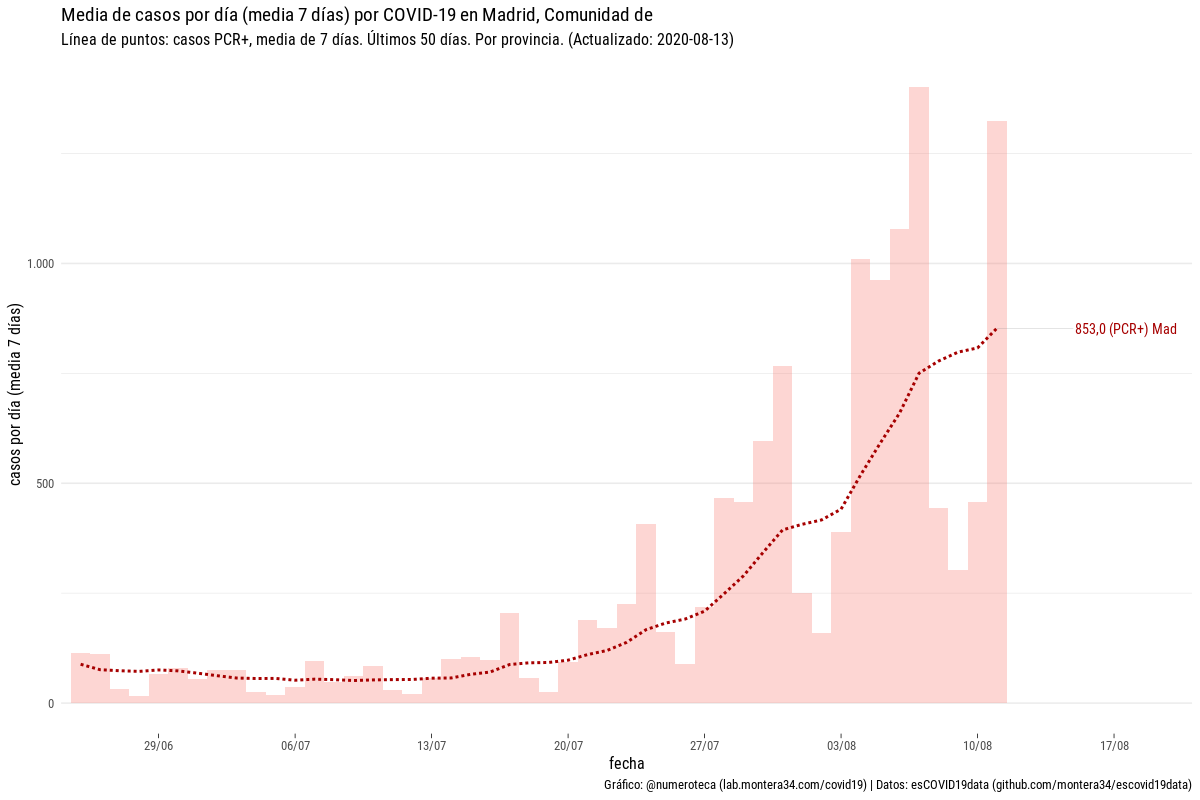 Media de casos por día (media 7 días) por COVID-19 en Madrid, Comunidad de
Línea de puntos: casos PCR+, media de 7 días. Últimos 50 días. Por provincia. (Actualizado: 2020-08-13)
casos por día (media 7 días)
1.000
500
0
853,0 (PCR+) Mad
29/06
06/07
13/07
20/07
27/07
03/08
10/08
17/08
fecha
Gráfico: @numeroteca (lab.montera34.com/covid19) | Datos: esCOVID19data (github.com/montera34/escovid19data)